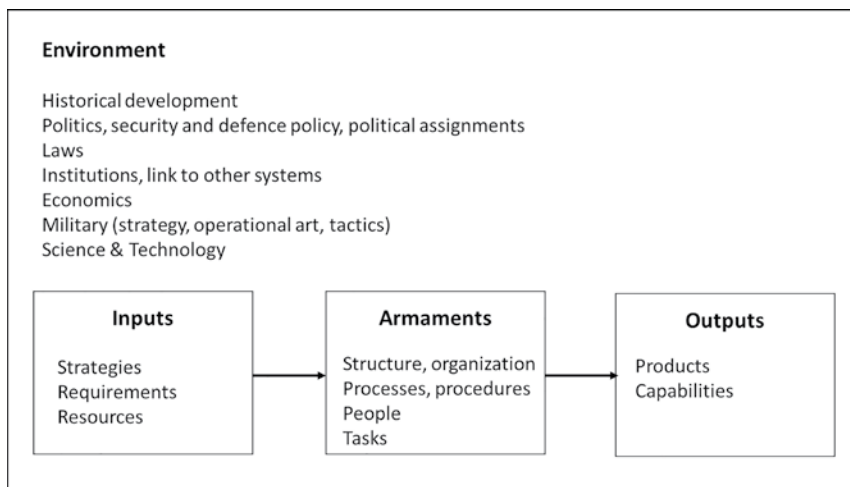 Environment
Historical development
Politics, security and defence policy, political assignments
Laws
Institutions, link to other systems
Economics
Military (strategy, operational art, tactics)
Science & Technology
Inputs
Strategies
Requirements
Resources
Armaments
Structure, organization
Processes, procedures
People
Tasks
Outputs
Products
Capabilities